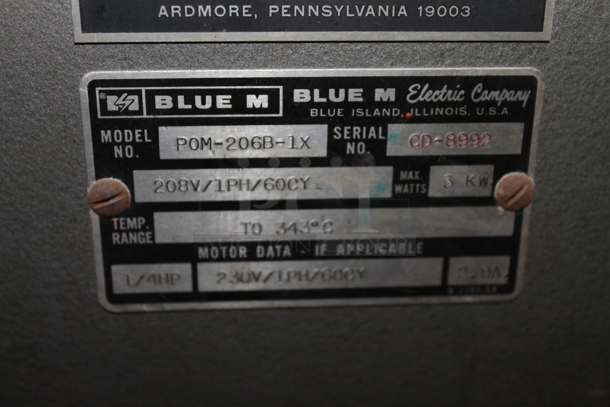 ARDMORE, PENNSYLVANIA 19003
BLUE M BLUE M Electric Company
BLUE ISLAND, ILLINOIS, U.S.A.
MODEL NO. POM-206B-1X SERIAL NO. CD-8992
208V/1PH/60CY MAX. WATTS 3 KW
TEMP. RANGE TO 343°C
MOTOR DATA - IF APPLICABLE
1/4HP 230V/1PH/60CY